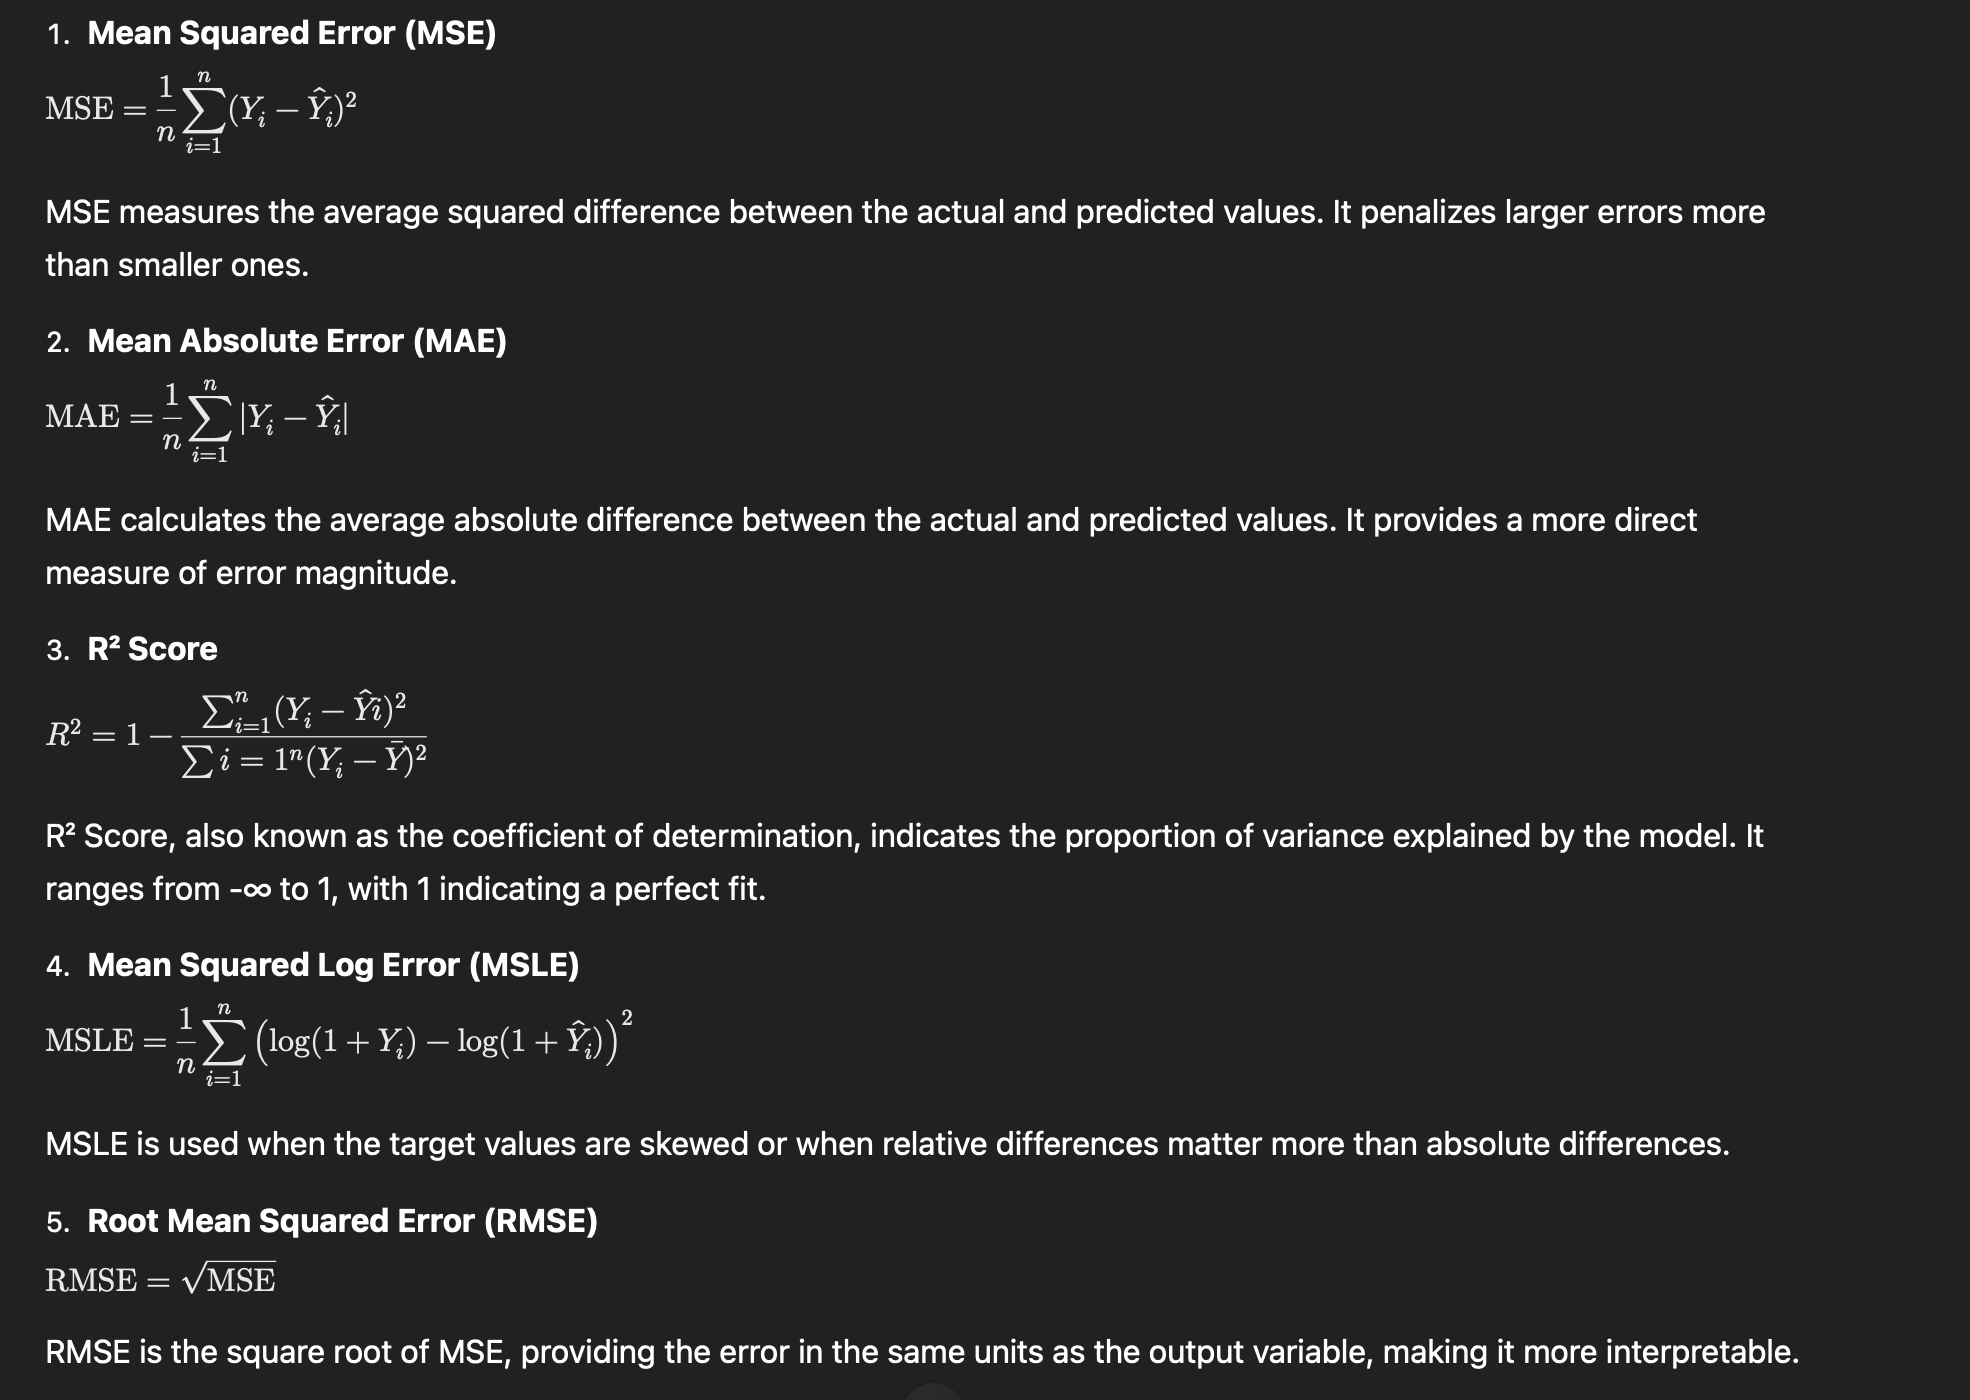 1. Mean Squared Error (MSE)
MSE = \frac{1}{n} \sum_{i=1}^{n} (Y_i - \hat{Y}_i)^2
MSE measures the average squared difference between the actual and predicted values. It penalizes larger errors more
than smaller ones.
2. Mean Absolute Error (MAE)
MAE = \frac{1}{n} \sum_{i=1}^{n} |Y_i - \hat{Y}_i|
MAE calculates the average absolute difference between the actual and predicted values. It provides a more direct
measure of error magnitude.
3. R² Score
R^2 = 1 - \frac{\sum_{i=1}^{n} (Y_i - \hat{Y}i)^2}{\sum i = 1^n (Y_i - \bar{Y})^2}
R² Score, also known as the coefficient of determination, indicates the proportion of variance explained by the model. It
ranges from -∞ to 1, with 1 indicating a perfect fit.
4. Mean Squared Log Error (MSLE)
MSLE = \frac{1}{n} \sum_{i=1}^{n} \left( \log(1 + Y_i) - \log(1 + \hat{Y}_i) \right)^2
MSLE is used when the target values are skewed or when relative differences matter more than absolute differences.
5. Root Mean Squared Error (RMSE)
RMSE = \sqrt{MSE}
RMSE is the square root of MSE, providing the error in the same units as the output variable, making it more interpretable.